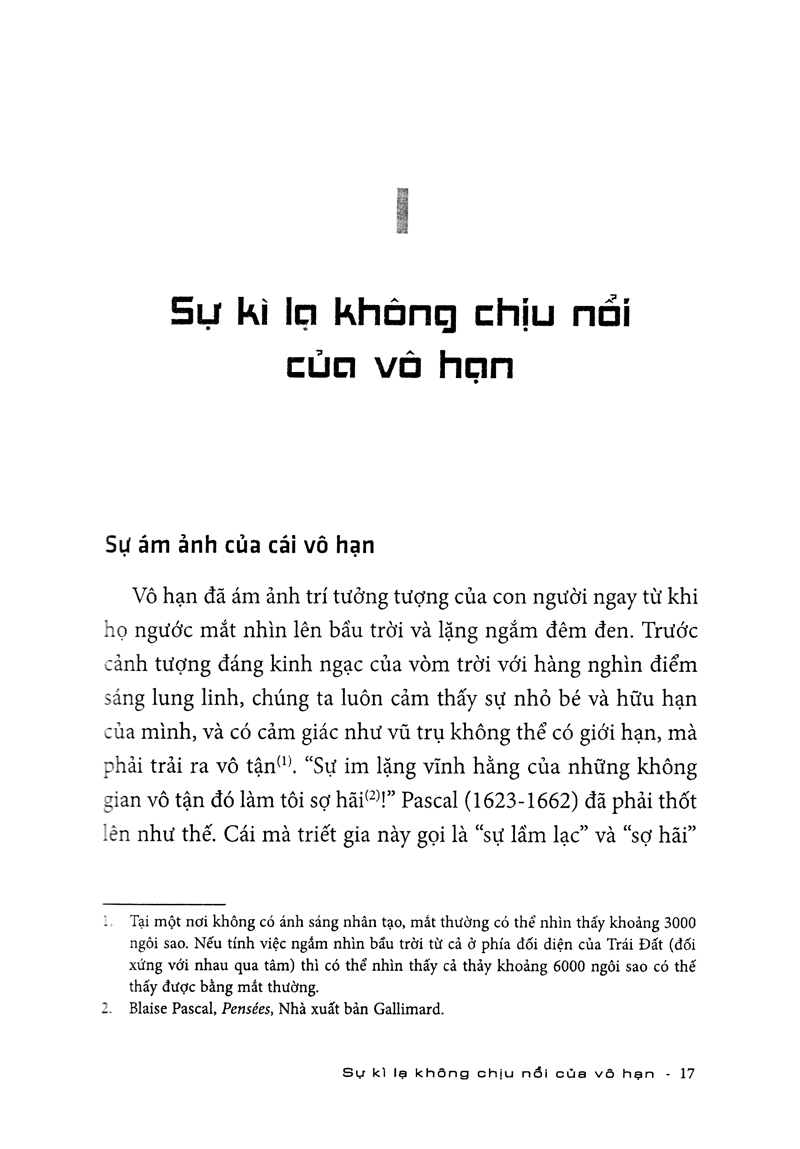 I
Sự kì lạ không chịu nổi
của vô hạn
Sự ám ảnh của cái vô hạn
Vô hạn đã ám ảnh trí tưởng tượng của con người ngay từ khi
họ ngước mắt nhìn lên bầu trời và lặng ngắm đêm đen. Trước
cảnh tượng đáng kinh ngạc của vòm trời với hàng nghìn điểm
sáng lung linh, chúng ta luôn cảm thấy sự nhỏ bé và hữu hạn
của mình, và có cảm giác như vũ trụ không thể có giới hạn, mà
phải trải ra vô tận(1). “Sự im lặng vĩnh hằng của những không
gian vô tận đó làm tôi sợ hãi(2)!” Pascal (1623-1662) đã phải thốt
lên như thế. Cái mà triết gia này gọi là “sự lầm lạc” và “sợ hãi”
1. Tại một nơi không có ánh sáng nhân tạo, mắt thường có thể nhìn thấy khoảng 3000
ngôi sao. Nếu tính việc ngắm nhìn bầu trời từ cả ở phía đối diện của Trái Đất (đối
xứng với nhau qua tâm) thì có thể nhìn thấy cả thảy khoảng 6000 ngôi sao có thể
thấy được bằng mắt thường.
2. Blaise Pascal, Pensées, Nhà xuất bản Gallimard.
Sự kì lạ không chịu nổi của vô hạn - 17